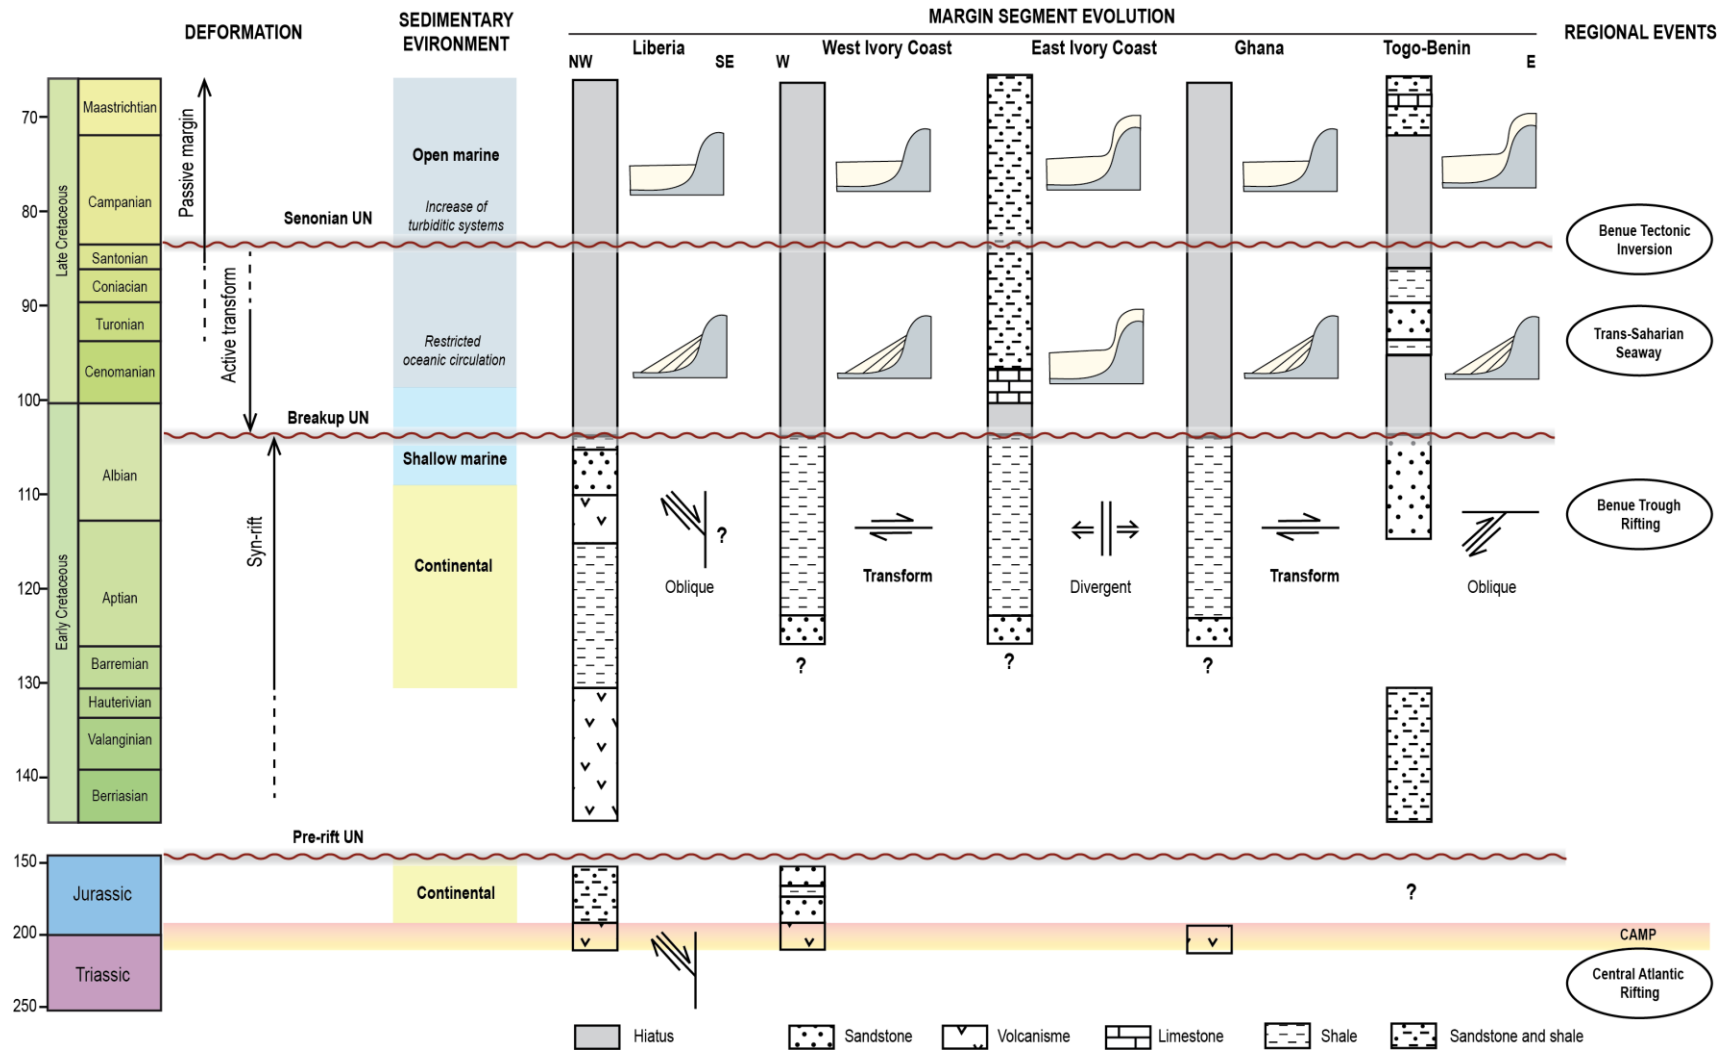 DEFORMATION
SEDIMENTARY
EVIRONMENT
MARGIN SEGMENT EVOLUTION
REGIONAL EVENTS
Liberia
West Ivory Coast
East Ivory Coast
Ghana
Togo-Benin
NW
SE
W
E
70
80
90
100
110
120
130
140
150
200
250
Late Cretaceous
Early Cretaceous
Maastrichtian
Campanian
Santonian
Coniacian
Turonian
Cenomanian
Albian
Aptian
Barremian
Hauterivian
Valanginian
Berriasian
Jurassic
Triassic
Passive margin
Active transform
Syn-rift
Senonian UN
Breakup UN
Pre-rift UN
Open marine
Increase of
turbiditic systems
Restricted
oceanic circulation
Shallow marine
Continental
Continental
?
Oblique
Transform
Divergent
Transform
Oblique
?
?
?
?
Benue Tectonic
Inversion
Trans-Saharian
Seaway
Benue Trough
Rifting
CAMP
Central Atlantic
Rifting
Hiatus
Sandstone
Volcanisme
Limestone
Shale
Sandstone and shale